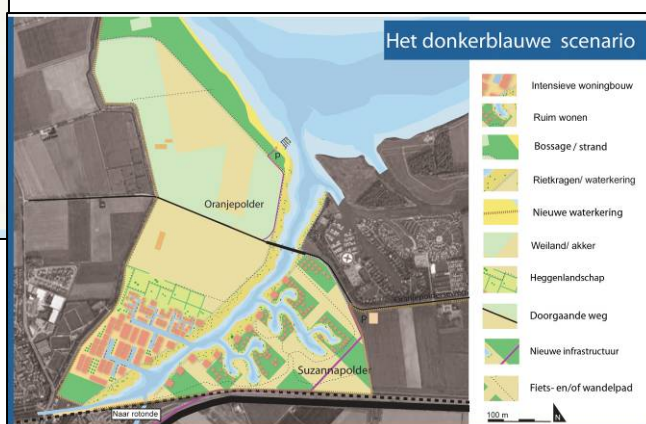 Het donkerblauwe scenario
Intensieve woningbouw
Ruim wonen
Bossage / strand
Rietkragen/ waterkering
Nieuwe waterkering
Weiland/ akker
Heggenlandschap
Doorgaande weg
Nieuwe infrastructuur
Fiets- en/of wandelpad
100 m
N
P
Oranjepolder
P
Suzannapolder
Naar rotonde